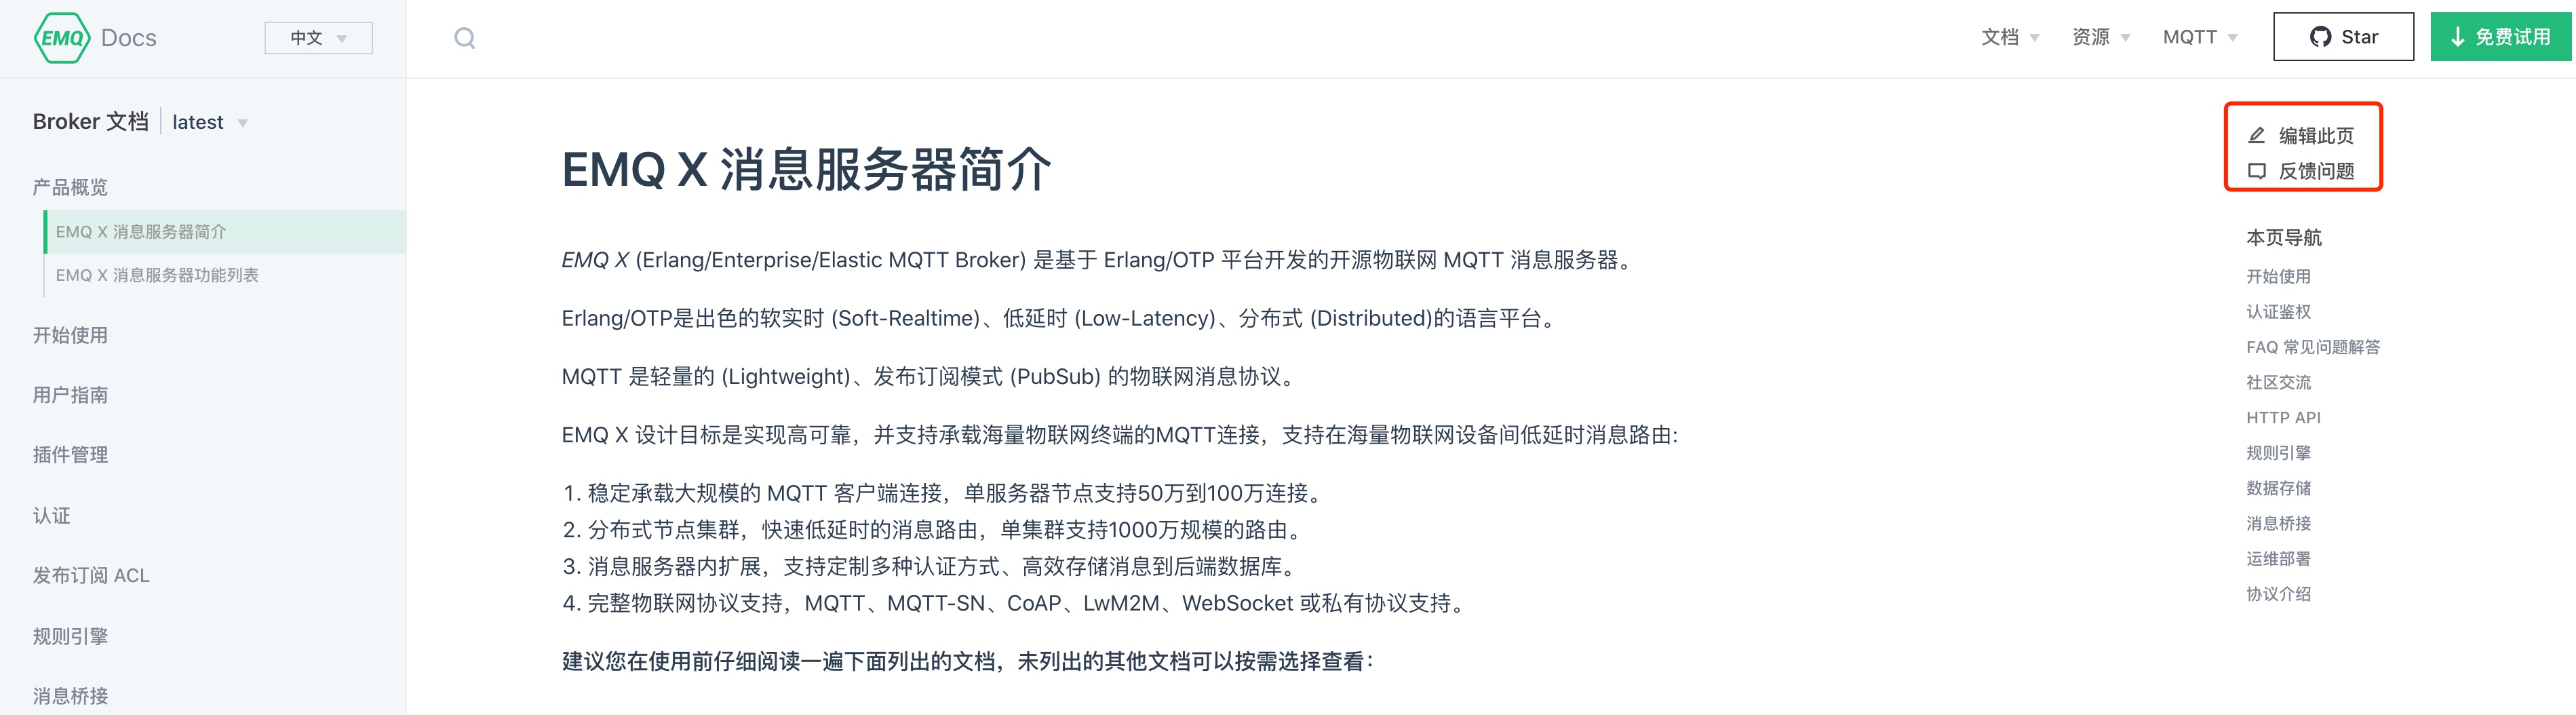 EMQ Docs
中文
文档
资源
MQTT
Star
免费试用
Broker 文档
latest
产品概览
EMQ X 消息服务器简介
EMQ X 消息服务器功能列表
开始使用
用户指南
插件管理
认证
发布订阅 ACL
规则引擎
消息桥接
EMQ X 消息服务器简介
EMQ X (Erlang/Enterprise/Elastic MQTT Broker) 是基于 Erlang/OTP 平台开发的开源物联网 MQTT 消息服务器。
Erlang/OTP是出色的软实时 (Soft-Realtime)、低延时 (Low-Latency)、分布式 (Distributed)的语言平台。
MQTT 是轻量的 (Lightweight)、发布订阅模式 (PubSub) 的物联网消息协议。
EMQ X 设计目标是实现高可靠，并支持承载海量物联网终端的MQTT连接，支持在海量物联网设备间低延时消息路由:
1. 稳定承载大规模的 MQTT 客户端连接，单服务器节点支持50万到100万连接。
2. 分布式节点集群，快速低延时的消息路由，单集群支持1000万规模的路由。
3. 消息服务器内扩展，支持定制多种认证方式、高效存储消息到后端数据库。
4. 完整物联网协议支持，MQTT、MQTT-SN、CoAP、LwM2M、WebSocket 或私有协议支持。
建议您在使用前仔细阅读一遍下面列出的文档，未列出的其他文档可以按需选择查看：
编辑此页
反馈问题
本页导航
开始使用
认证鉴权
FAQ 常见问题解答
社区交流
HTTP API
规则引擎
数据存储
消息桥接
运维部署
协议介绍